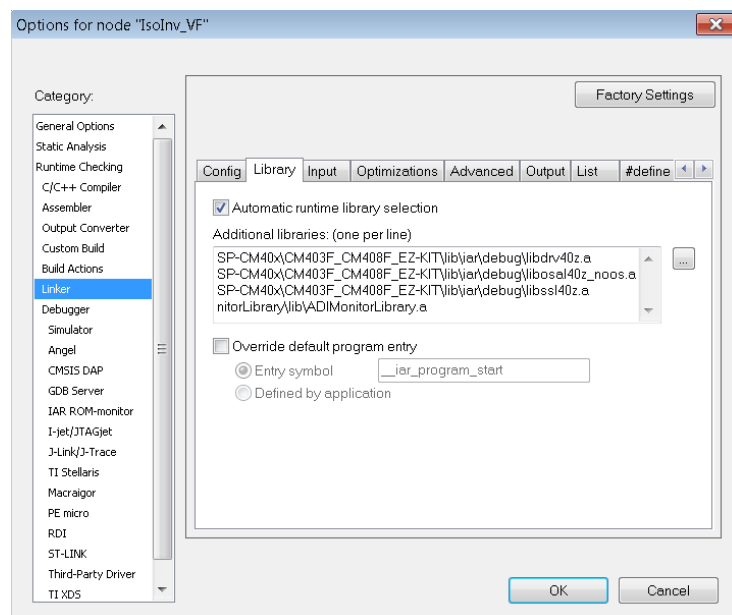 Options for node "IsoInv_VF"
Category:
Factory Settings
General Options
Static Analysis
Runtime Checking
C/C++ Compiler
Assembler
Output Converter
Custom Build
Build Actions
Linker
Debugger
Simulator
Angel
CMSIS DAP
GDB Server
IAR ROM-monitor
I-jet/JTAGjet
J-Link/J-Trace
TI Stellaris
Macraigor
PE micro
RDI
ST-LINK
Third-Party Driver
TI XDS
Config Library Input Optimizations Advanced Output List #define
Automatic runtime library selection
Additional libraries: (one per line)
SP-CM40x\CM403F_CM408F_EZ-KIT\lib\iar\debug\libdrv40z.a
SP-CM40x\CM403F_CM408F_EZ-KIT\lib\iar\debug\libosal40z_noos.a
SP-CM40x\CM403F_CM408F_EZ-KIT\lib\iar\debug\libssl40z.a
nitorLibrary\lib\ADIMonitorLibrary.a
...
Override default program entry
Entry symbol __iar_program_start
Defined by application
OK Cancel